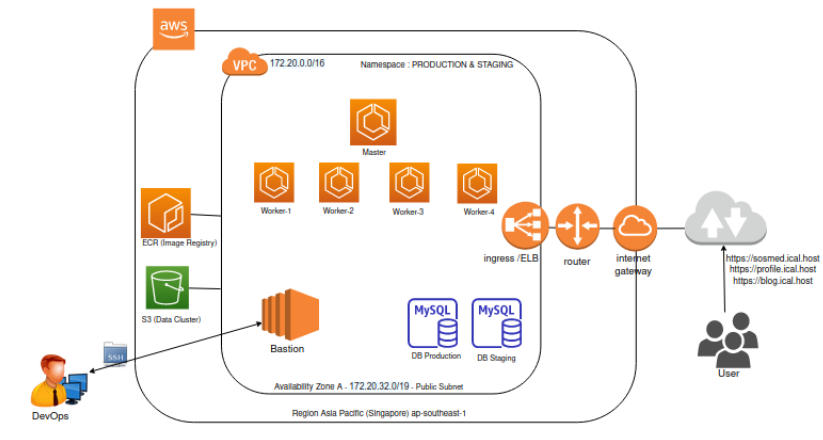 aws
VPC
172.20.0.0/16
Namespace : PRODUCTION & STAGING
Master
Worker-1
Worker-2
Worker-3
Worker-4
ECR (Image Registry)
ingress /ELB
router
internet
gateway
https://sosmed.ical.host
https://profile.ical.host
https://blog.ical.host
S3 (Data Cluster)
MySQL
MySQL
Bastion
DB Production
DB Staging
SSH
User
Availability Zone A - 172.20.32.0/19 - Public Subnet
DevOps
Region Asia Pacific (Singapore) ap-southeast-1